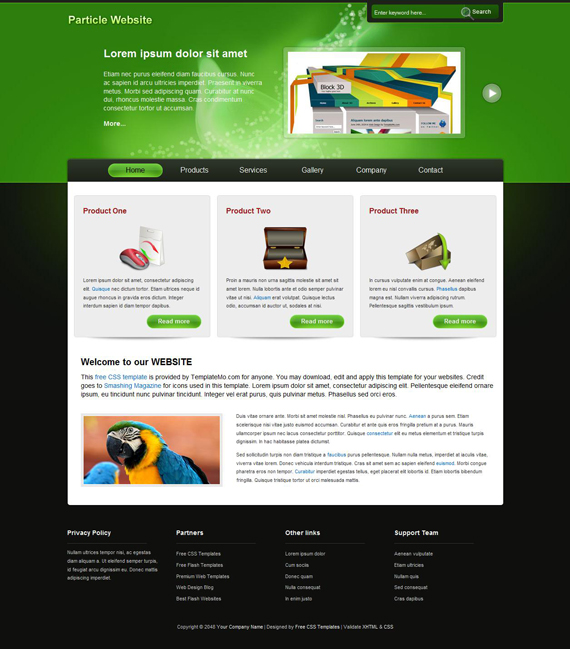 Particle Website
Enter keyword here...
Search
Lorem ipsum dolor sit amet
Etiam nec purus eleifend diam faucibus cursus. Nunc
ac sapien id arcu ultricies imperdiet. Praesent in viverra
metus. Morbi sed adipiscing quam. Curabitur at nunc
dui, rhoncus molestie massa. Cras condimentum
consectetur tortor ut accumsan.
More...
Block 3D
Home
Products
Services
Gallery
Company
Contact
Product One
Lorem ipsum dolor sit amet, consectetur adipiscing
elit. Quisque nec dictum tortor. Etiam ultrices neque id
augue rhoncus in gravida eros dictum. Integer
interdum sapien id diam tempor dapibus.
Read more
Product Two
Proin a mauris non urna sagittis molestie sit amet sit
amet lorem. Nulla lobortis ante et odio semper pulvinar
vitae ut nisi. Aliquam erat volutpat. Quisque lectus
odio, accumsan id auctor ut, sodales at nisi
Read more
Product Three
In cursus vulputate enim at congue. Aenean eleifend
lorem eu nisl convallis cursus. Phasellus dapibus
magna est. Nullam viverra adipiscing rutrum.
Pellentesque sagittis vestibulum ipsum.
Read more
Welcome to our WEBSITE
This free CSS template is provided by TemplateMo.com for anyone. You may download, edit and apply this template for your websites. Credit
goes to Smashing Magazine for icons used in this template. Lorem ipsum dolor sit amet, consectetur adipiscing elit. Pellentesque eleifend ornare
ipsum, eu tincidunt nunc pulvinar tincidunt. Integer vel erat purus, quis pulvinar metus. Phasellus sed orci eros.
Duis vitae ornare ante. Morbi sit amet molestie nisl. Phasellus eu pulvinar nunc. Aenean a purus sem. Etiam
scelerisque nisi vitae justo euismod accumsan. Curabitur et ante quis eros fringilla pretium at a purus. Mauris
ullamcorper ipsum nec lacus consectetur porttitor. Quisque consectetur elit eu metus elementum et tristique turpis
dignissim. In hac habitasse platea dictumst.
Sed sollicitudin turpis non diam tristique a faucibus purus pellentesque. Nullam nulla metus, imperdiet at iaculis vitae,
viverra vitae lorem. Donec vehicula interdum tristique. Cras sit amet sem ac sapien eleifend euismod. Morbi congue
pharetra eros non tempor. Curabitur imperdiet egestas tellus, eget placerat elit lobortis id. Etiam lobortis bibendum
fringilla. Quisque tristique tortor ut orci malesuada mattis.
Privacy Policy
Nullam ultrices tempor nisi, ac egestas
diam aliquam a. Ut eleifend semper turpis,
id feugiat arcu dignissim eu. Donec mattis
adipiscing imperdiet.
Partners
Free CSS Templates
Free Flash Templates
Premium Web Templates
Web Design Blog
Best Flash Websites
Other links
Lorem ipsum dolor
Cum sociis
Donec quam
Nulla consequat
In enim justo
Support Team
Aenean vulputate
Etiam ultricies
Nullam quis
Sed consequat
Cras dapibus
Copyright © 2048 Your Company Name | Designed by Free CSS Templates | Validate XHTML & CSS